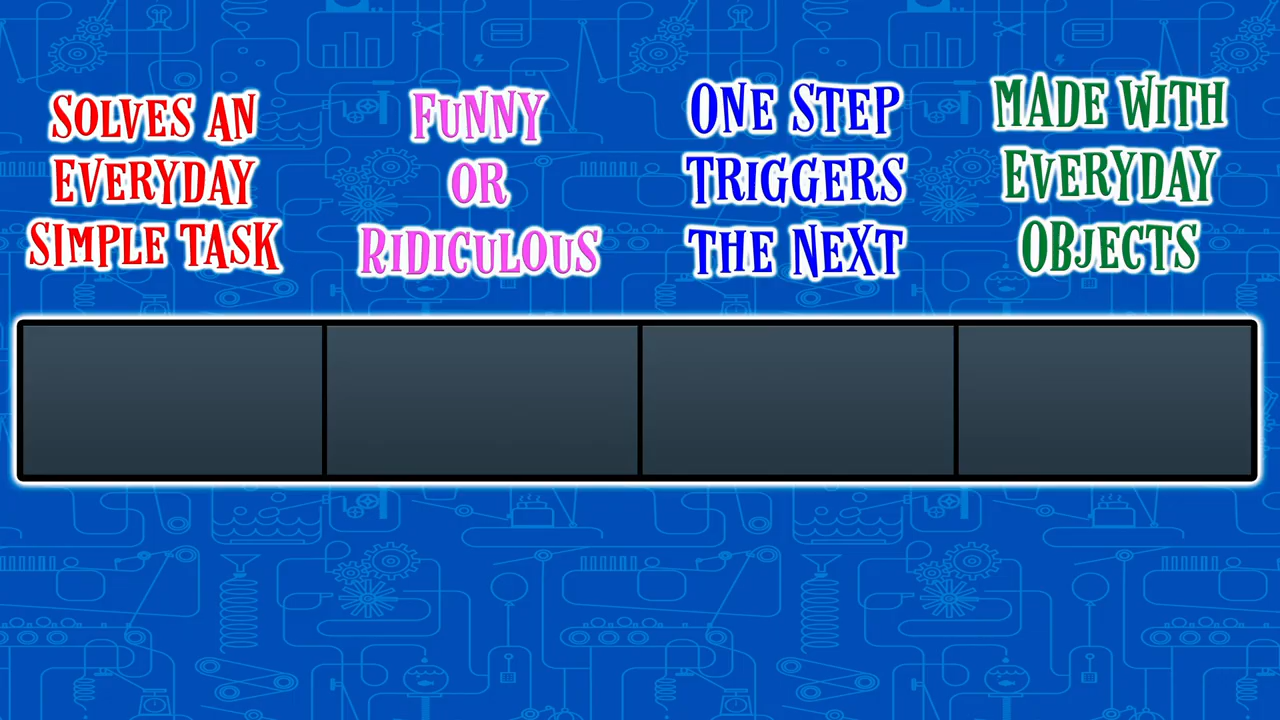 SOLVES AN
EVERYDAY
SIMPLE TASK
FUNNY
OR
RIDICULOUS
ONE STEP
TRIGGERS
THE NEXT
MADE WITH
EVERYDAY
OBJECTS